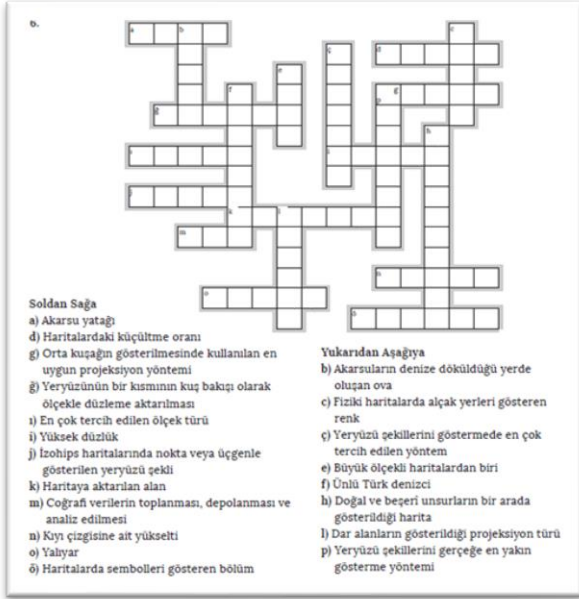 6.
a
b
c
ç
d
e
f
g
p
ğ
h
ı
i
j
k
l
m
n
o
ö
Soldan Sağa
a) Akarsu yatağı
d) Haritalardaki küçültme oranı
g) Orta kuşağın gösterilmesinde kullanılan en
uygun projeksiyon yöntemi
ğ) Yeryüzünün bir kısmının kuş bakışı olarak
ölçekle düzleme aktarılması
ı) En çok tercih edilen ölçek türü
i) Yüksek düzlük
j) İzohips haritalarında nokta veya üçgenle
gösterilen yeryüzü şekli
k) Haritaya aktarılan alan
m) Coğrafi verilerin toplanması, depolanması ve
analiz edilmesi
n) Kıyı çizgisine ait yükselti
o) Yalıyar
ö) Haritalarda sembolleri gösteren bölüm
Yukarıdan Aşağıya
b) Akarsuların denize döküldüğü yerde
oluşan ova
c) Fiziki haritalarda alçak yerleri gösteren
renk
ç) Yeryüzü şekillerini göstermede en çok
tercih edilen yöntem
e) Büyük ölçekli haritalardan biri
f) Ünlü Türk denizci
h) Doğal ve beşerî unsurların bir arada
gösterildiği harita
l) Dar alanların gösterildiği projeksiyon türü
p) Yeryüzü şekillerini gerçeğe en yakın
gösterme yöntemi